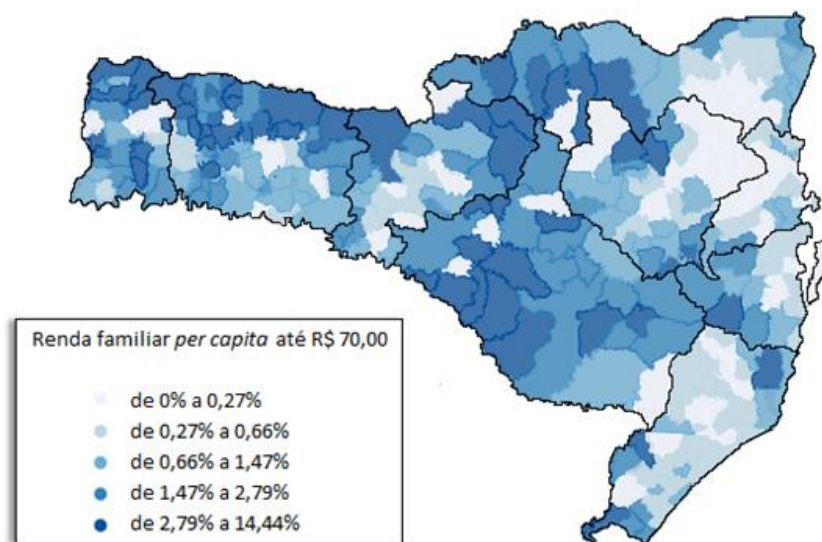 Renda familiar per capita até R$ 70,00
de 0% a 0,27%
de 0,27% a 0,66%
de 0,66% a 1,47%
de 1,47% a 2,79%
de 2,79% a 14,44%